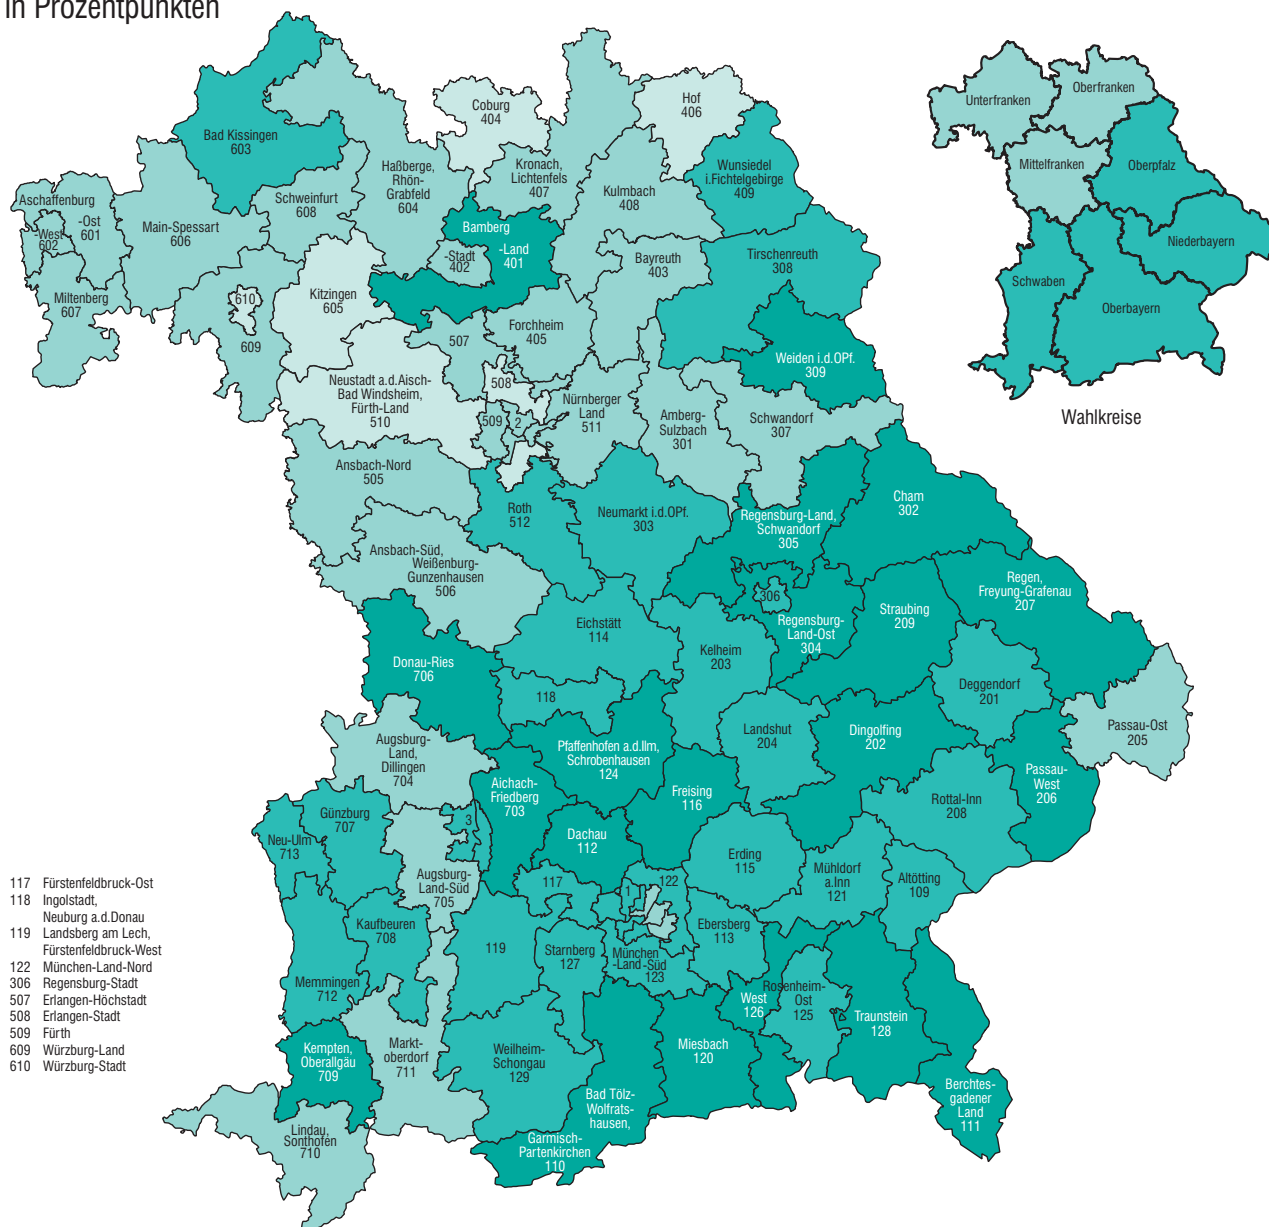 in Prozentpunkten
Coburg
404
Hof
406
Bad Kissingen
603
Haßberge,
Rhön-
Grabfeld
604
Kronach,
Lichtenfels
407
Kulmbach
408
Wunsiedel
i.Fichtelgebirge
409
Aschaffenburg
-Ost
601
-West
602
Main-Spessart
606
Schweinfurt
608
Bamberg
-Land
401
-Stadt
402
Bayreuth
403
Tirschenreuth
308
Miltenberg
607
610
609
Kitzingen
605
507
Forchheim
405
Weiden i.d.OPf.
309
Neustadt a.d.Aisch-
Bad Windsheim,
Fürth-Land
510
508
509
2
Nürnberger
Land
511
Amberg-
Sulzbach
301
Schwandorf
307
Ansbach-Nord
505
Roth
512
Neumarkt i.d.OPf.
303
Regensburg-Land,
Schwandorf
305
Cham
302
Ansbach-Süd,
Weißenburg-
Gunzenhausen
506
306
Regensburg-
Land-Ost
304
Straubing
209
Regen,
Freyung-Grafenau
207
Eichstätt
114
Kelheim
203
Donau-Ries
706
118
Deggendorf
201
Passau-Ost
205
Augsburg-
Land,
Dillingen
704
Pfaffenhofen a.d.Ilm,
Schrobenhausen
124
Landshut
204
Dingolfing
202
Passau-
West
206
Aichach-
Friedberg
703
Freising
116
Rottal-Inn
208
Günzburg
707
3
Neu-Ulm
713
Dachau
112
Erding
115
Mühldorf
a.Inn
121
Altötting
109
Augsburg-
Land-Süd
705
117
1
122
Kaufbeuren
708
119
Starnberg
127
München
-Land-Süd
123
Ebersberg
113
Memmingen
712
West
126
Rosenheim-
Ost
125
Traunstein
128
Kempten,
Oberallgäu
709
Markt-
oberdorf
711
Weilheim-
Schongau
129
Miesbach
120
Bad Tölz-
Wolfrats-
hausen,
Garmisch-
Partenkirchen
110
Berchtes-
gadener
Land
111
Lindau,
Sonthofen
710
Unterfranken
Oberfranken
Mittelfranken
Oberpfalz
Niederbayern
Schwaben
Oberbayern
Wahlkreise
117 Fürstenfeldbruck-Ost
118 Ingolstadt,
Neuburg a.d.Donau
119 Landsberg am Lech,
Fürstenfeldbruck-West
122 München-Land-Nord
306 Regensburg-Stadt
507 Erlangen-Höchstadt
508 Erlangen-Stadt
509 Fürth
609 Würzburg-Land
610 Würzburg-Stadt